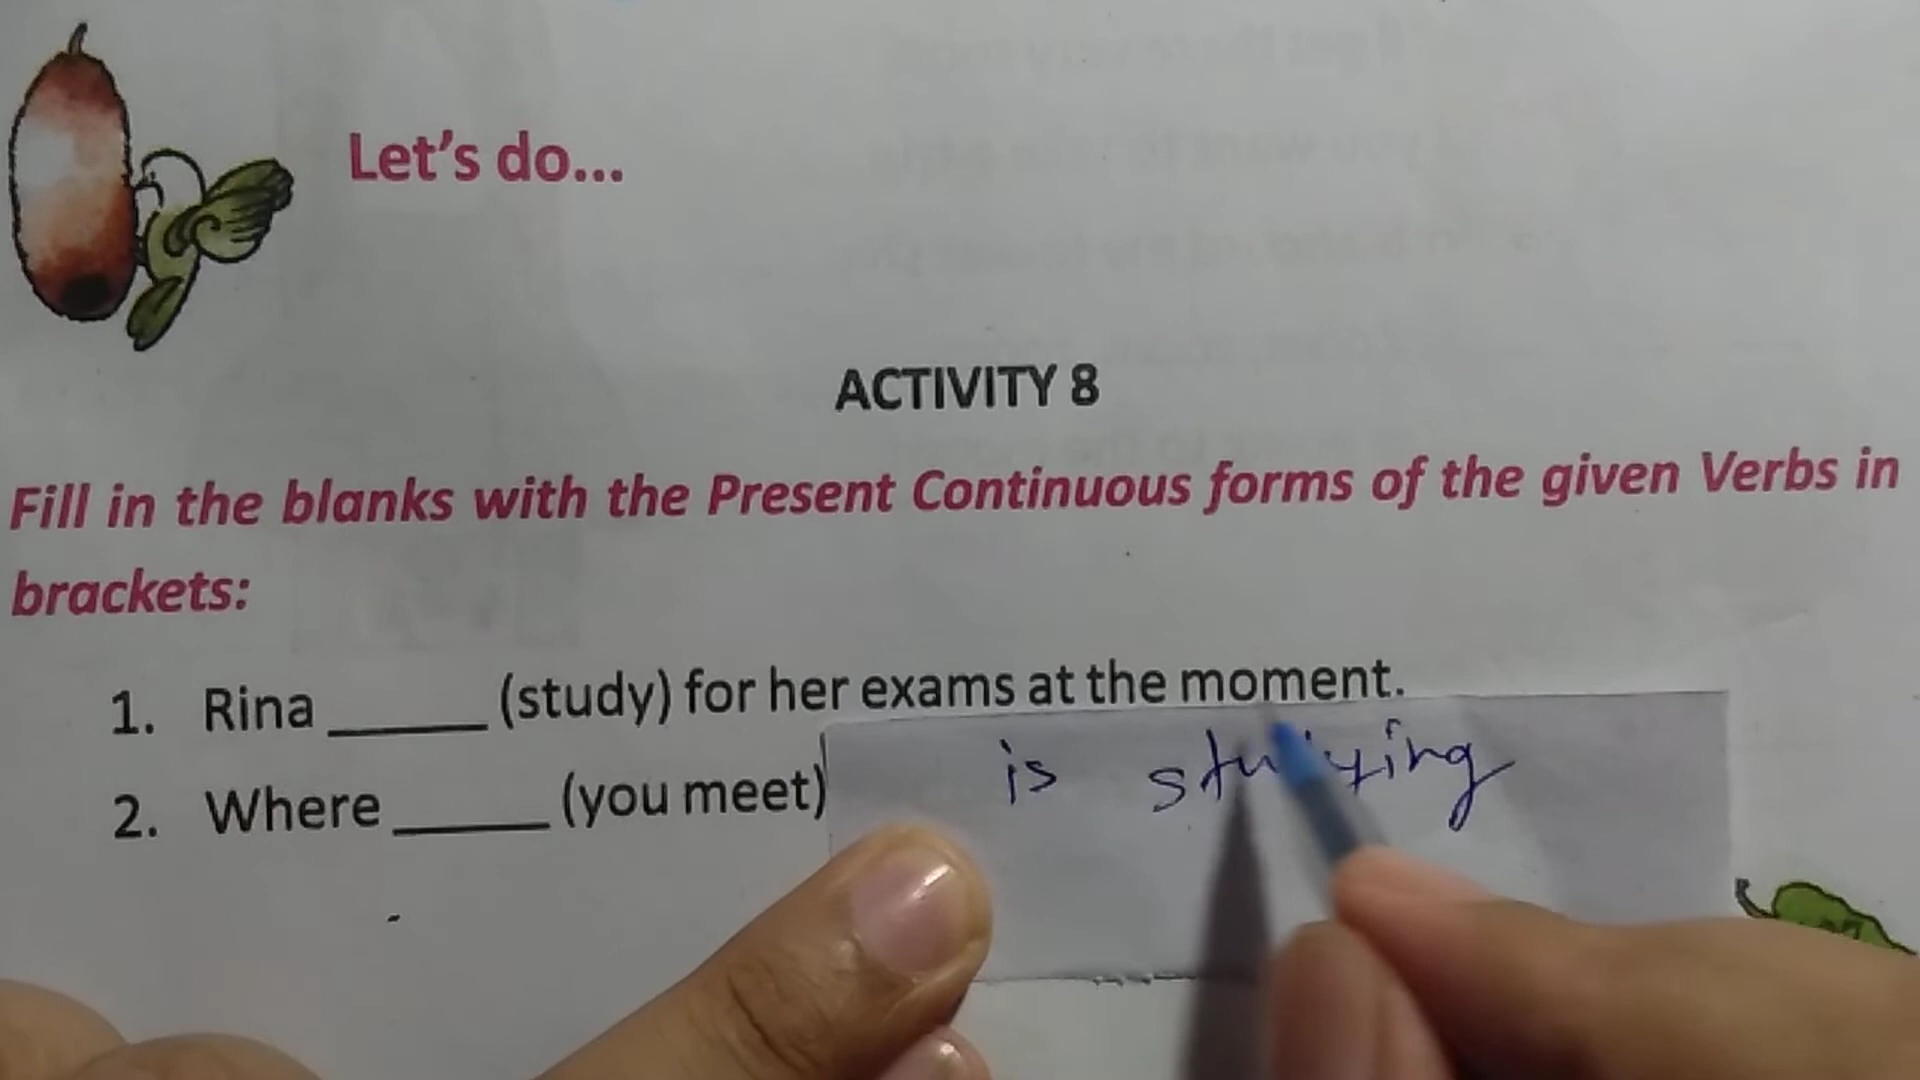 Let's do...
ACTIVITY 8
Fill in the blanks with the Present Continuous forms of the given Verbs in
brackets:
1. Rina ______ (study) for her exams at the moment.
2. Where ______ (you meet)
is studying